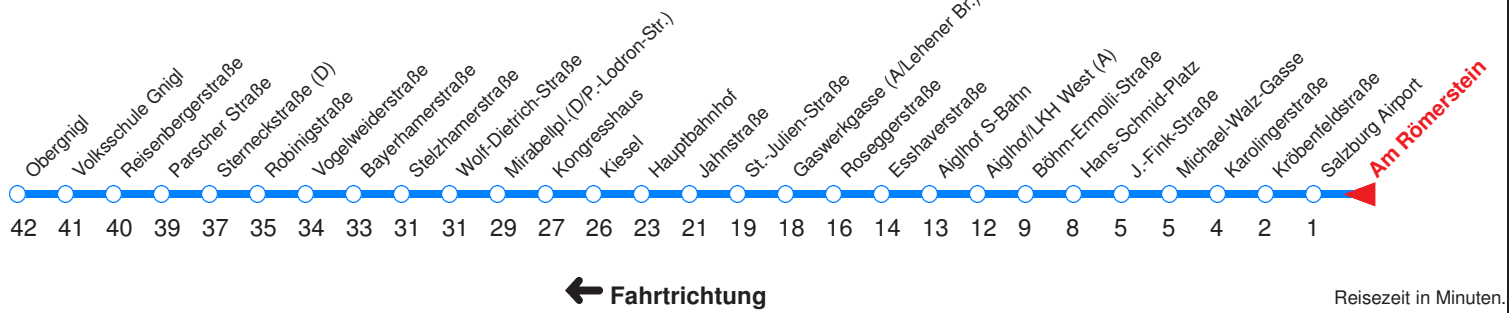 Obergnigl
Volksschule Gnigl
Reisenbergerstraße
Parscher Straße
Sterneckstraße (D)
Robinigstraße
Vogelweiderstraße
Bayerhamerstraße
Stelzhamerstraße
Wolf-Dietrich-Straße
Mirabellpl.(D/P.-Lodron-Str.)
Kongresshaus
Kiesel
Hauptbahnhof
Jahnstraße
St.-Julien-Straße
Gaswerkgasse (A/Lehener Br.)
Roseggerstraße
Esshaverstraße
Aiglhof S-Bahn
Aiglhof/LKH West (A)
Böhm-Ermolli-Straße
Hans-Schmid-Platz
J.-Fink-Straße
Michael-Walz-Gasse
Karolingerstraße
Kröbenfeldstraße
Salzburg Airport
Am Römerstein
42 41 40 39 37 35 34 33 31 31 29 27 26 23 21 19 18 16 14 13 12 9 8 5 5 4 2 1
Fahrtrichtung
Reisezeit in Minuten.